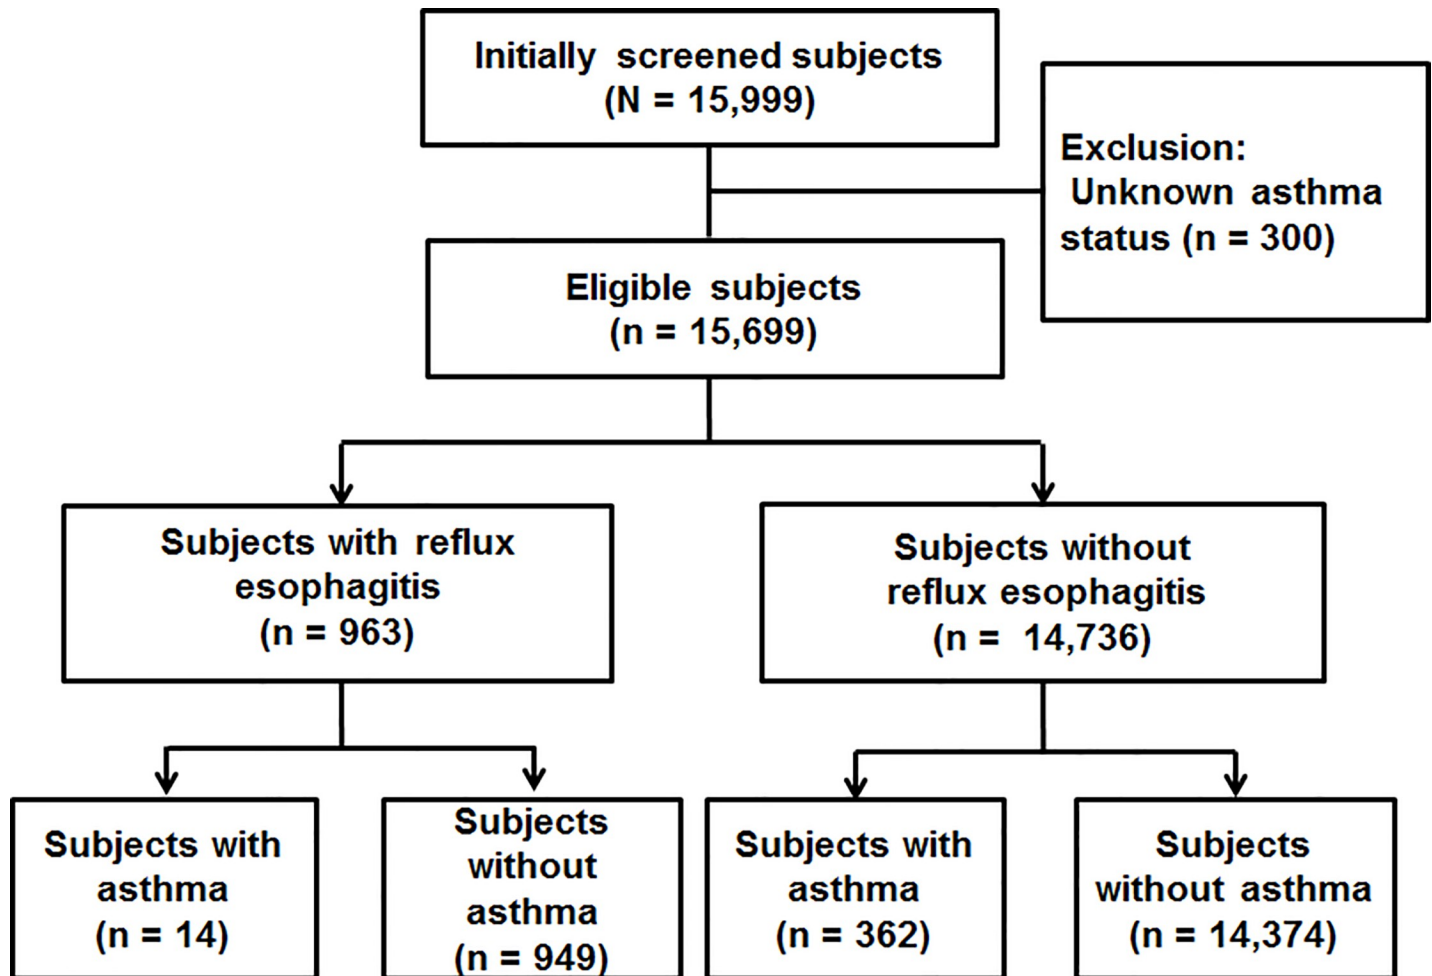 Initially screened subjects
(N = 15,999)
Exclusion:
Unknown asthma
status (n = 300)
Eligible subjects
(n = 15,699)
Subjects with reflux
esophagitis
(n = 963)
Subjects without
reflux esophagitis
(n = 14,736)
Subjects with
asthma
(n = 14)
Subjects
without
asthma
(n = 949)
Subjects with
asthma
(n = 362)
Subjects
without asthma
(n = 14,374)